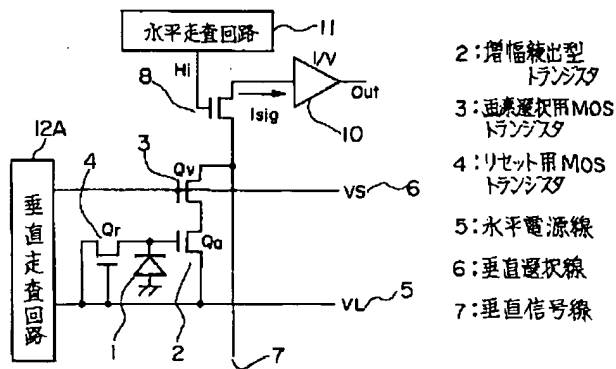 11
水平走査回路
Hi
8
I/V
Out
Isig
10
12A
垂直走査回路
4
3
Qv
VS
6
Qr
Qa
VL
5
1
2
7
2:増幅読出型
トランジスタ
3:画素選択用MOS
トランジスタ
4:リセット用MOS
トランジスタ
5:水平電源線
6:垂直選択線
7:垂直信号線